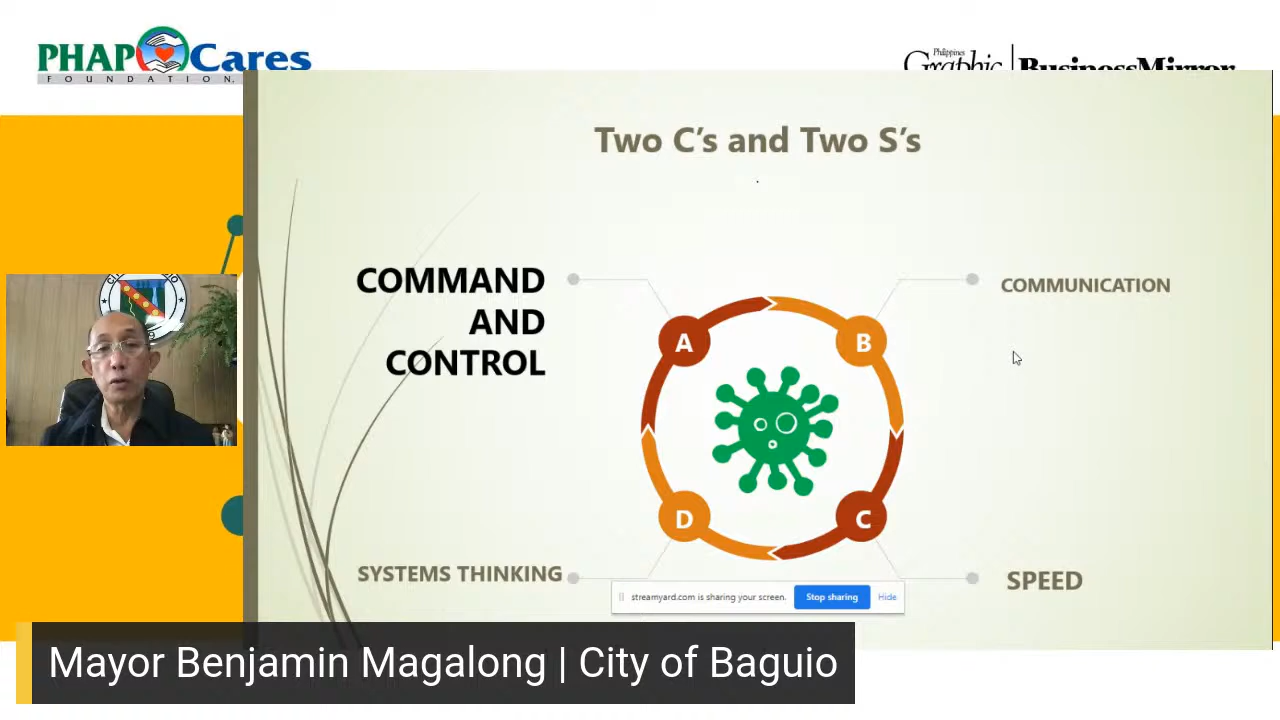 PHAP Cares
FOUNDATION.
Philippines
Graphic
BusinessMirror
Two C's and Two S's
COMMAND
AND
CONTROL
COMMUNICATION
A
B
D
C
SYSTEMS THINKING
SPEED
streamyard.com is sharing your screen.
Stop sharing
Hide
Mayor Benjamin Magalong | City of Baguio